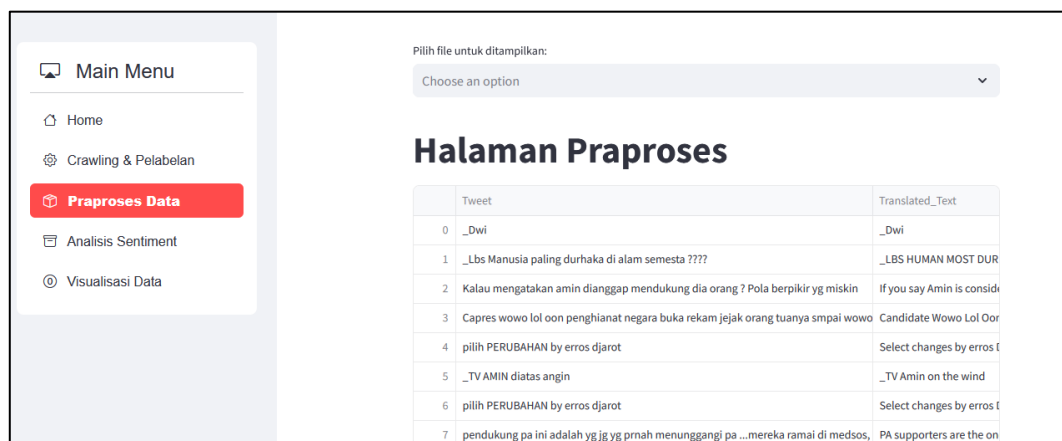 Main Menu
Home
Crawling & Pelabelan
Praproses Data
Analisis Sentiment
Visualisasi Data
Pilih file untuk ditampilkan:
Choose an option
Halaman Praproses
Tweet Translated_Text
0 _Dwi _Dwi
1 _Lbs Manusia paling durhaka di alam semesta ???? _LBS HUMAN MOST DUR
2 Kalau mengatakan amin dianggap mendukung dia orang ? Pola berpikir yg miskin If you say Amin is conside
3 Capres wowo lol oon penghianat negara buka rekam jejak orang tuanya smpai wowo Candidate Wowo Lol Oon
4 pilih PERUBAHAN by erros djarot Select changes by erros D
5 _TV AMIN diatas angin _TV Amin on the wind
6 pilih PERUBAHAN by erros djarot Select changes by erros D
7 pendukung pa ini adalah yg jg yg prnah menunggangi pa ...mereka ramai di medsos, PA supporters are the on